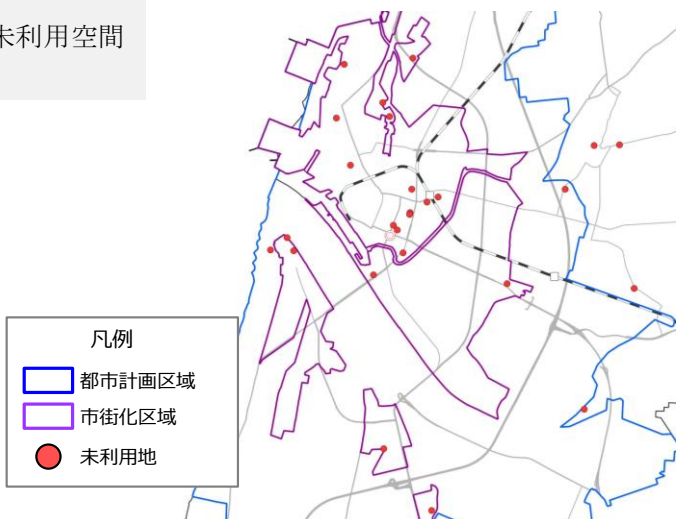 未利用空間
凡例
都市計画区域
市街化区域
未利用地